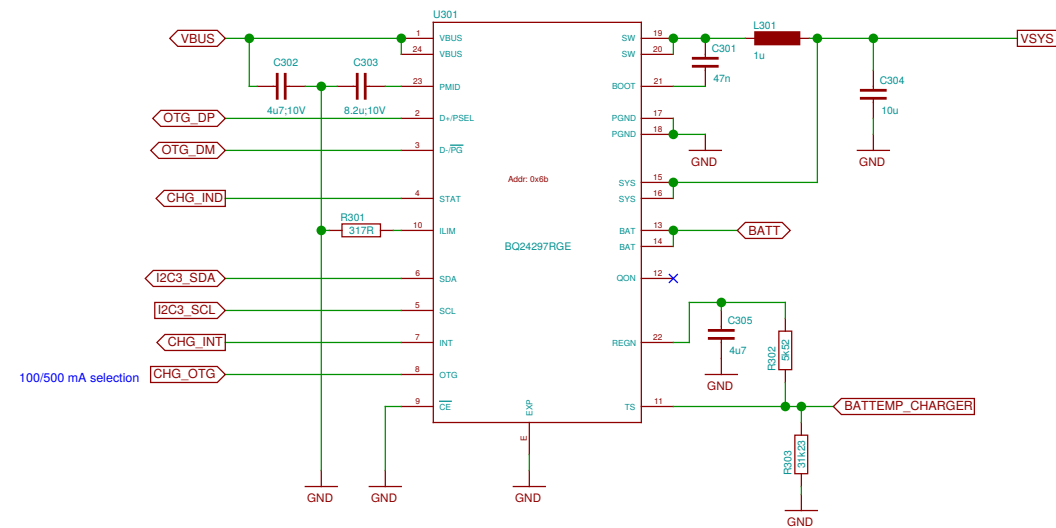 U301
L301
VBUS
1
VBUS
SW
19
VSYS
24
VBUS
SW
20
C301
1u
C302
C303
47n
C304
23
PMID
BOOT
21
4u7;10V
8.2u;10V
10u
OTG_DP
2
D+/PSEL
PGND
17
PGND
18
OTG_DM
3
D-/PG
GND
GND
Addr: 0x6b
SYS
15
CHG_IND
4
STAT
SYS
16
R301
317R
10
ILIM
BAT
13
BATT
BQ24297RGE
BAT
14
I2C3_SDA
6
SDA
QON
12
I2C3_SCL
5
SCL
C305
CHG_INT
7
INT
REGN
22
4u7
R302
5k52
100/500 mA selection
CHG_OTG
8
OTG
GND
9
CE
EXP
TS
11
BATTEMP_CHARGER
E
R303
31k23
GND
GND
GND
GND